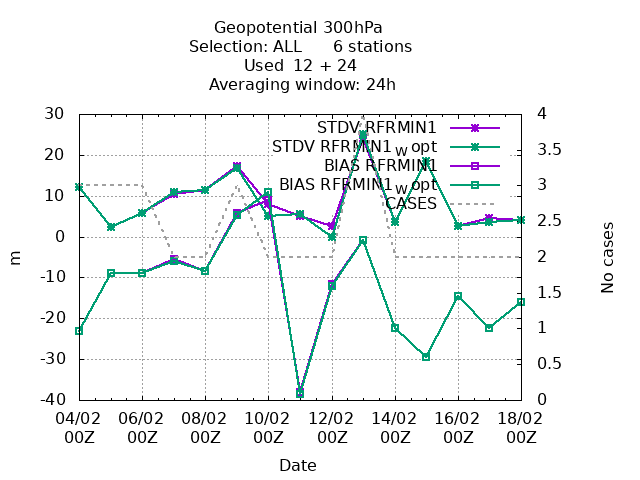 Geopotential 300hPa
Selection: ALL 6 stations
Used 12 + 24
Averaging window: 24h
30
20
10
0
-10
-20
-30
-40
m
4
3.5
3
2.5
2
1.5
1
0.5
0
No cases
STDV RFRMIN1
STDV RFRMIN1_w opt
BIAS RFRMIN1
BIAS RFRMIN1_w opt
CASES
04/02 06/02 08/02 10/02 12/02 14/02 16/02 18/02
00Z 00Z 00Z 00Z 00Z 00Z 00Z 00Z
Date